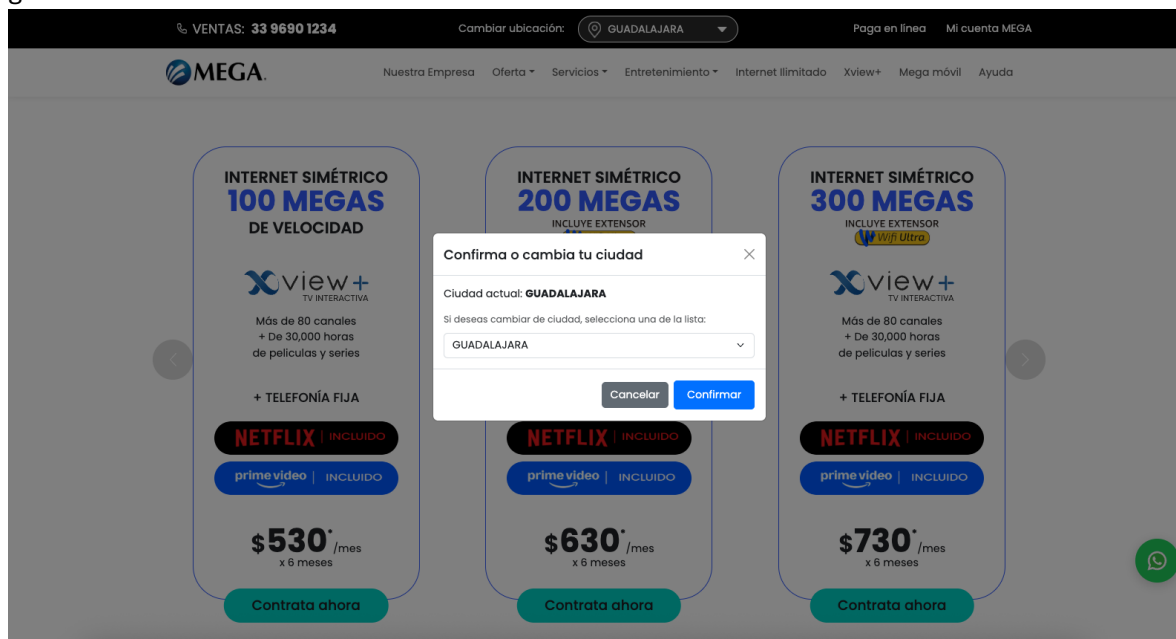 VENTAS: 33 9690 1234
Cambiar ubicación:
GUADALAJARA
Paga en línea
Mi cuenta MEGA
MEGA.
Nuestra Empresa
Oferta
Servicios
Entretenimiento
Internet Ilimitado
Xview+
Mega móvil
Ayuda
INTERNET SIMÉTRICO
100 MEGAS
DE VELOCIDAD
Xview+
TV INTERACTIVA
Más de 80 canales
+ De 30,000 horas
de películas y series
+ TELEFONÍA FIJA
NETFLIX | INCLUIDO
prime video | INCLUIDO
$530* /mes
x 6 meses
Contrata ahora
INTERNET SIMÉTRICO
200 MEGAS
INCLUYE EXTENSOR
NETFLIX | INCLUIDO
prime video | INCLUIDO
$630* /mes
x 6 meses
Contrata ahora
INTERNET SIMÉTRICO
300 MEGAS
INCLUYE EXTENSOR
Wifi Ultra
Xview+
TV INTERACTIVA
Más de 80 canales
+ De 30,000 horas
de películas y series
+ TELEFONÍA FIJA
NETFLIX | INCLUIDO
prime video | INCLUIDO
$730* /mes
x 6 meses
Contrata ahora
Confirma o cambia tu ciudad
Ciudad actual: GUADALAJARA
Si deseas cambiar de ciudad, selecciona una de la lista:
GUADALAJARA
Cancelar
Confirmar